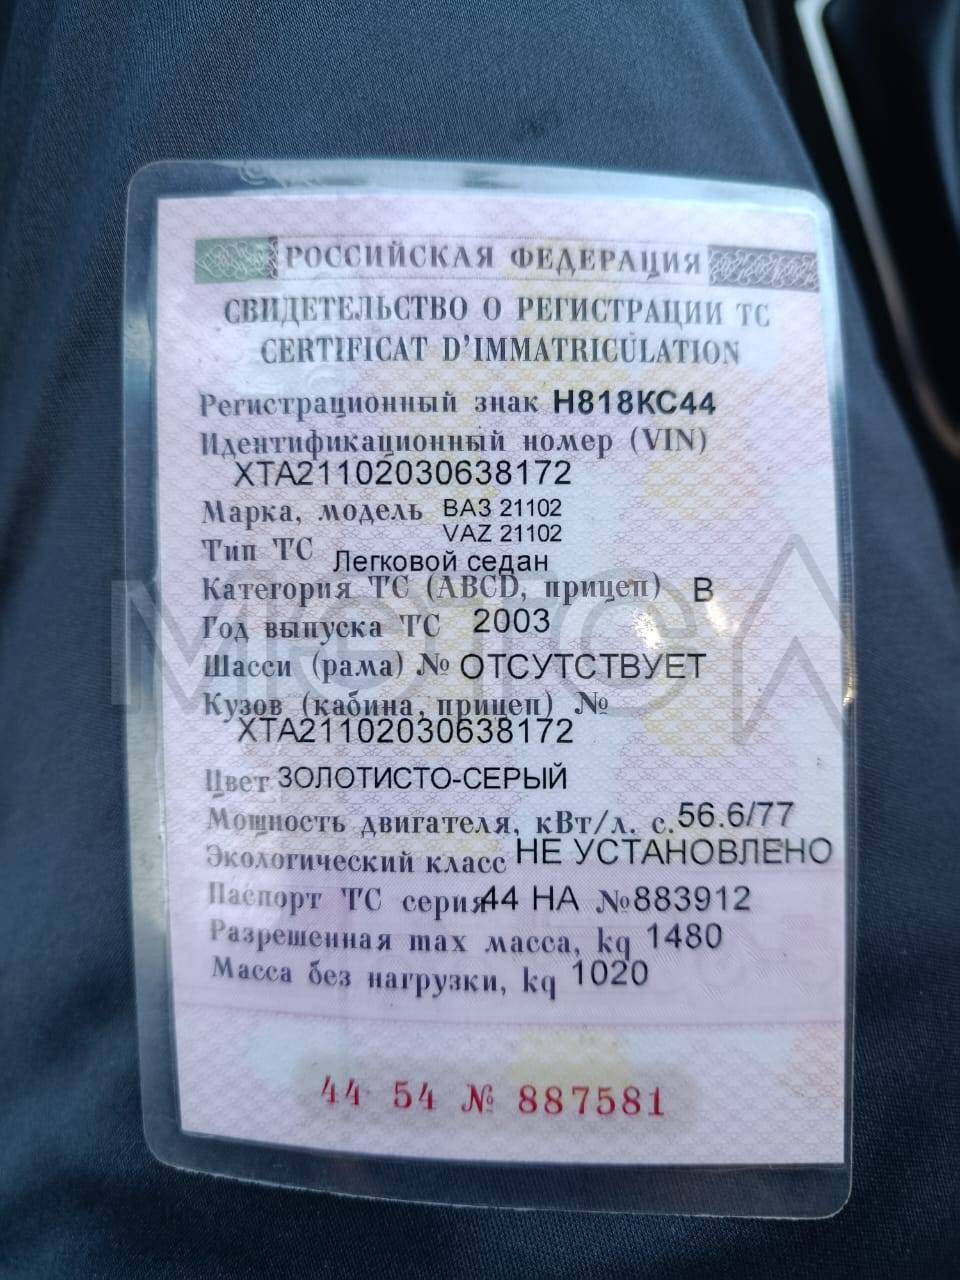 РОССИЙСКАЯ ФЕДЕРАЦИЯ
СВИДЕТЕЛЬСТВО О РЕГИСТРАЦИИ ТС
CERTIFICAT D'IMMATRICULATION
Регистрационный знак Н818КС44
Идентификационный номер (VIN)
XTA21102030638172
Марка, модель ВАЗ 21102
VAZ 21102
Тип ТС Легковой седан
Категория ТС (ABCD, прицеп) B
Год выпуска ТС 2003
Шасси (рама) № ОТСУТСТВУЕТ
Кузов (кабина, прицеп) №
XTA21102030638172
Цвет ЗОЛОТИСТО-СЕРЫЙ
Мощность двигателя, кВт/л. с. 56.6/77
Экологический класс НЕ УСТАНОВЛЕНО
Паспорт ТС серия 44 НА №883912
Разрешенная max масса, kg 1480
Масса без нагрузки, kg 1020
44 54 № 887581